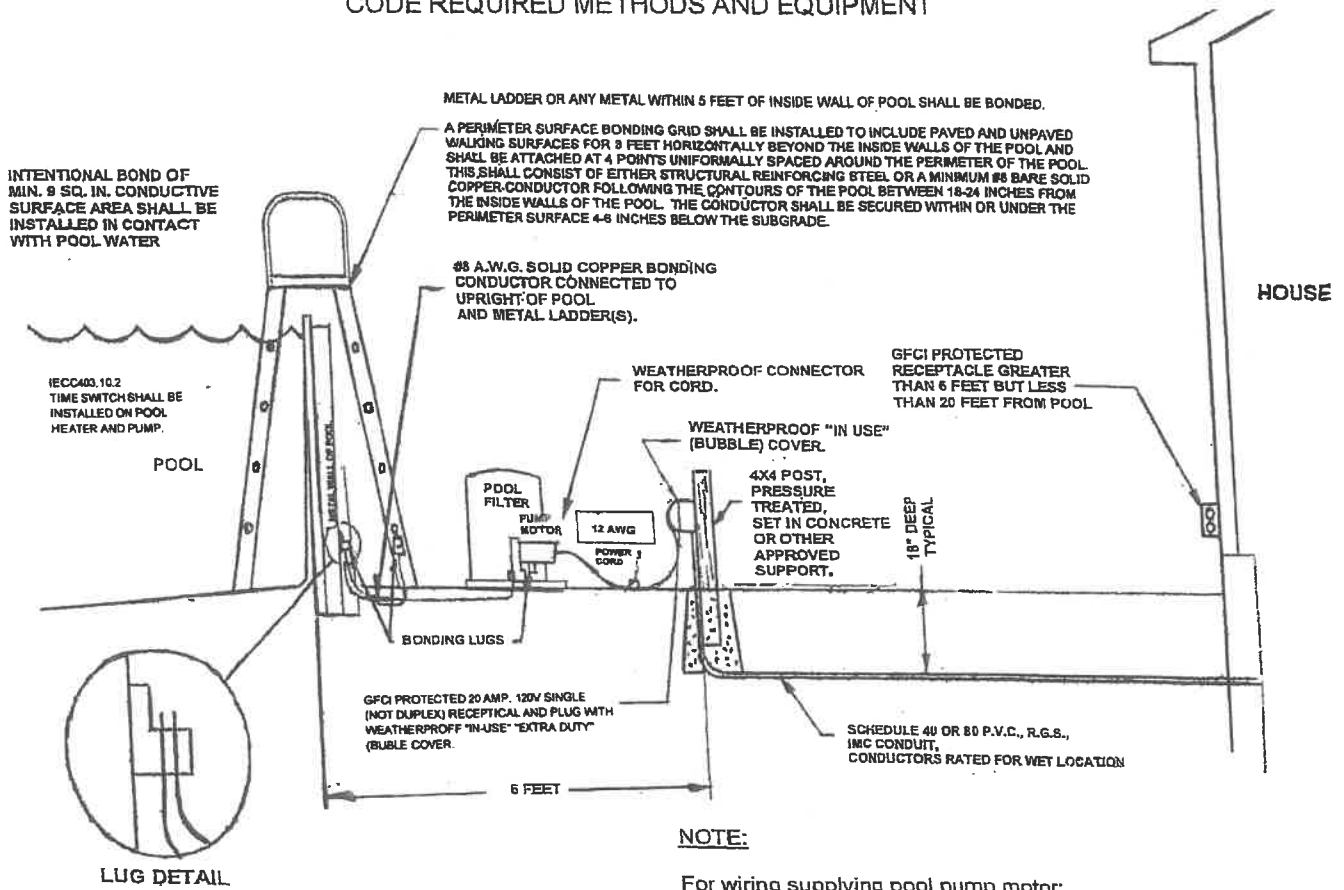 CODE REQUIRED METHODS AND EQUIPMENT
METAL LADDER OR ANY METAL WITHIN 5 FEET OF INSIDE WALL OF POOL SHALL BE BONDED.
A PERIMETER SURFACE BONDING GRID SHALL BE INSTALLED TO INCLUDE PAVED AND UNPAVED
WALKING SURFACES FOR 3 FEET HORIZONTALLY BEYOND THE INSIDE WALLS OF THE POOL AND
SHALL BE ATTACHED AT 4 POINTS UNIFORMALLY SPACED AROUND THE PERIMETER OF THE POOL.
THIS SHALL CONSIST OF EITHER STRUCTURAL REINFORCING STEEL OR A MINIMUM #8 BARE SOLID
COPPER-CONDUCTOR FOLLOWING THE CONTOURS OF THE POOL BETWEEN 18-24 INCHES FROM
THE INSIDE WALLS OF THE POOL. THE CONDUCTOR SHALL BE SECURED WITHIN OR UNDER THE
PERIMETER SURFACE 4-6 INCHES BELOW THE SUBGRADE.
INTENTIONAL BOND OF
MIN. 9 SQ. IN. CONDUCTIVE
SURFACE AREA SHALL BE
INSTALLED IN CONTACT
WITH POOL WATER
#8 A.W.G. SOLID COPPER BONDING
CONDUCTOR CONNECTED TO
UPRIGHT OF POOL
AND METAL LADDER(S).
HOUSE
IECC403.10.2
TIME SWITCH SHALL BE
INSTALLED ON POOL
HEATER AND PUMP.
POOL
METAL WALL OF POOL
WEATHERPROOF CONNECTOR
FOR CORD.
GFCI PROTECTED
RECEPTACLE GREATER
THAN 6 FEET BUT LESS
THAN 20 FEET FROM POOL
WEATHERPROOF "IN USE"
(BUBBLE) COVER.
4X4 POST,
PRESSURE
TREATED,
SET IN CONCRETE
OR OTHER
APPROVED
SUPPORT.
18" DEEP
TYPICAL
POOL
FILTER
PUMP
MOTOR
12 AWG
POWER
CORD
BONDING LUGS
GFCI PROTECTED 20 AMP. 120V SINGLE
(NOT DUPLEX) RECEPTICAL AND PLUG WITH
WEATHERPROFF "IN-USE" "EXTRA DUTY"
(BUBLE COVER.
SCHEDULE 40 OR 80 P.V.C., R.G.S.,
IMC CONDUIT,
CONDUCTORS RATED FOR WET LOCATION
6 FEET
LUG DETAIL
NOTE:
For wiring supplying pool pump motor: